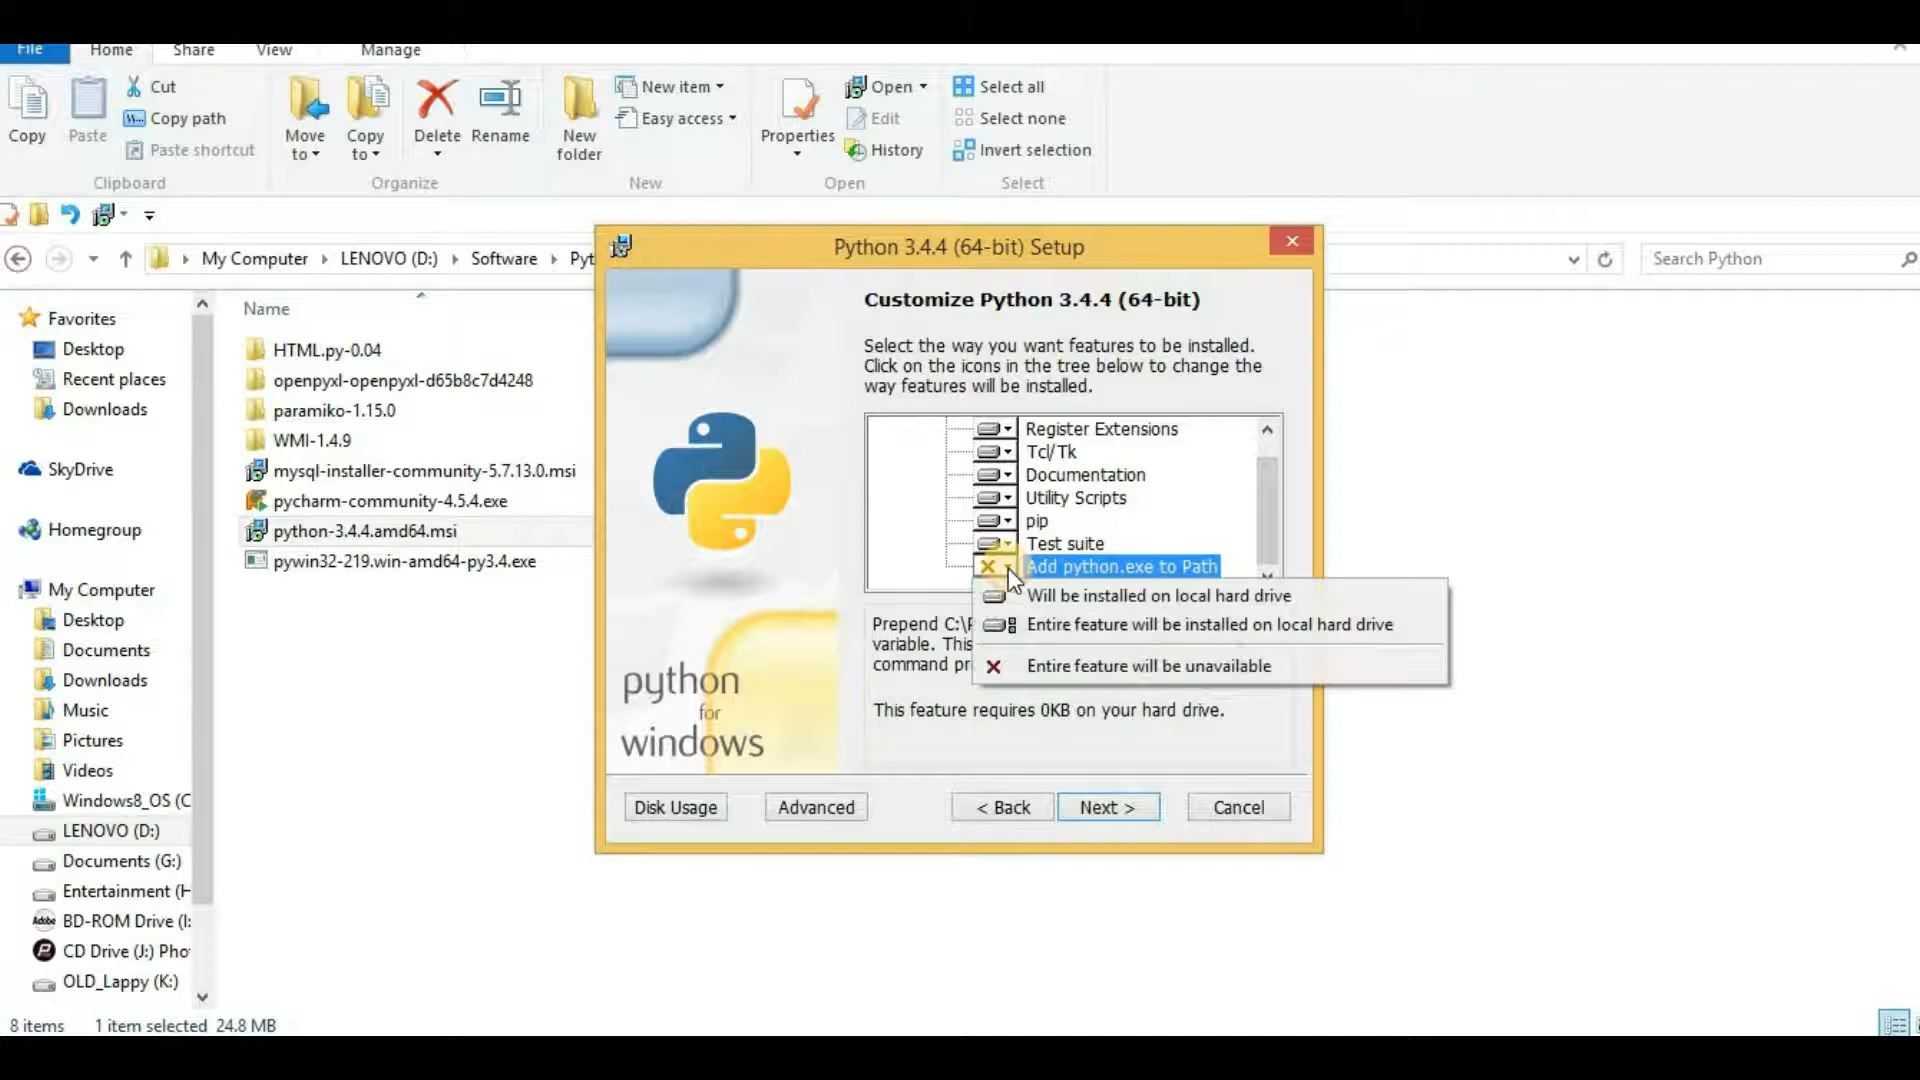 File Home Share View Manage
Copy
Paste
Cut
Copy path
Paste shortcut
Clipboard
Move to
Copy to
Delete
Rename
Organize
New folder
New item
Easy access
New
Properties
Open
Edit
History
Open
Select all
Select none
Invert selection
Select
My Computer LENOVO (D:) Software Pyt
Search Python
Favorites
Desktop
Recent places
Downloads
SkyDrive
Homegroup
My Computer
Desktop
Documents
Downloads
Music
Pictures
Videos
Windows8_OS (C
LENOVO (D:)
Documents (G:)
Entertainment (H
BD-ROM Drive (I:
CD Drive (J:) Pho
OLD_Lappy (K:)
Name
HTML.py-0.04
openpyxl-openpyxl-d65b8c7d4248
paramiko-1.15.0
WMI-1.4.9
mysql-installer-community-5.7.13.0.msi
pycharm-community-4.5.4.exe
python-3.4.4.amd64.msi
pywin32-219.win-amd64-py3.4.exe
Python 3.4.4 (64-bit) Setup
Customize Python 3.4.4 (64-bit)
Select the way you want features to be installed.
Click on the icons in the tree below to change the
way features will be installed.
Register Extensions
Tcl/Tk
Documentation
Utility Scripts
pip
Test suite
Add python.exe to Path
Will be installed on local hard drive
Entire feature will be installed on local hard drive
Entire feature will be unavailable
Prepend C:\P
variable. This
command pr
This feature requires 0KB on your hard drive.
python
for
windows
Disk Usage
Advanced
< Back
Next >
Cancel
8 items 1 item selected 24.8 MB